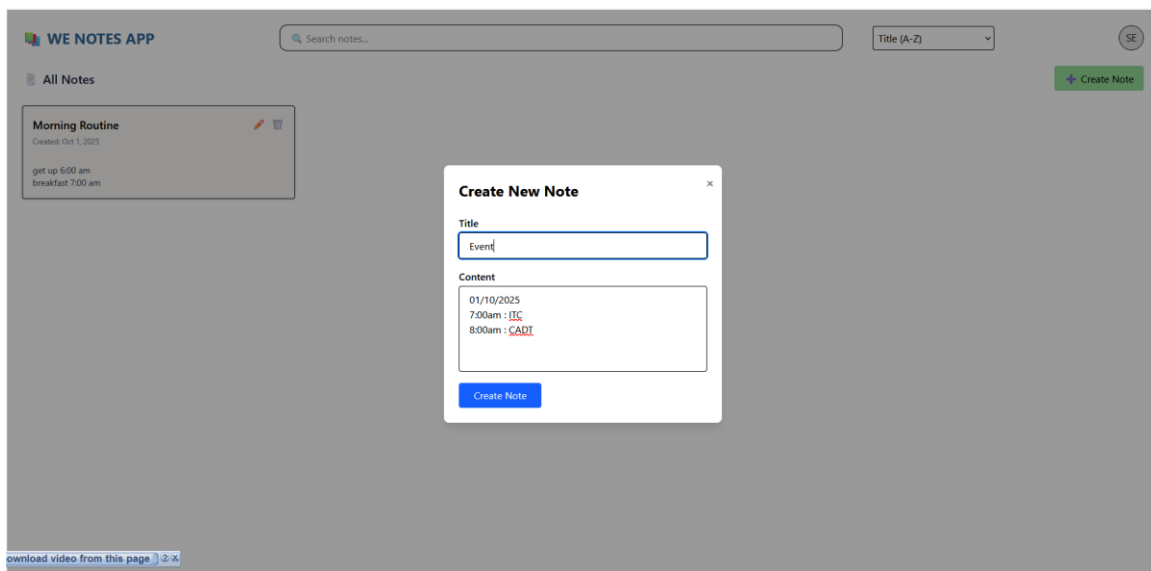 WE NOTES APP
Search notes...
Title (A-Z)
SE
All Notes
Create Note
Morning Routine
Created: Oct 1, 2025
get up 6:00 am
breakfast 7:00 am
Create New Note
×
Title
Event
Content
01/10/2025
7:00am : ITC
8:00am : CADT
Create Note
ownload video from this page ? X